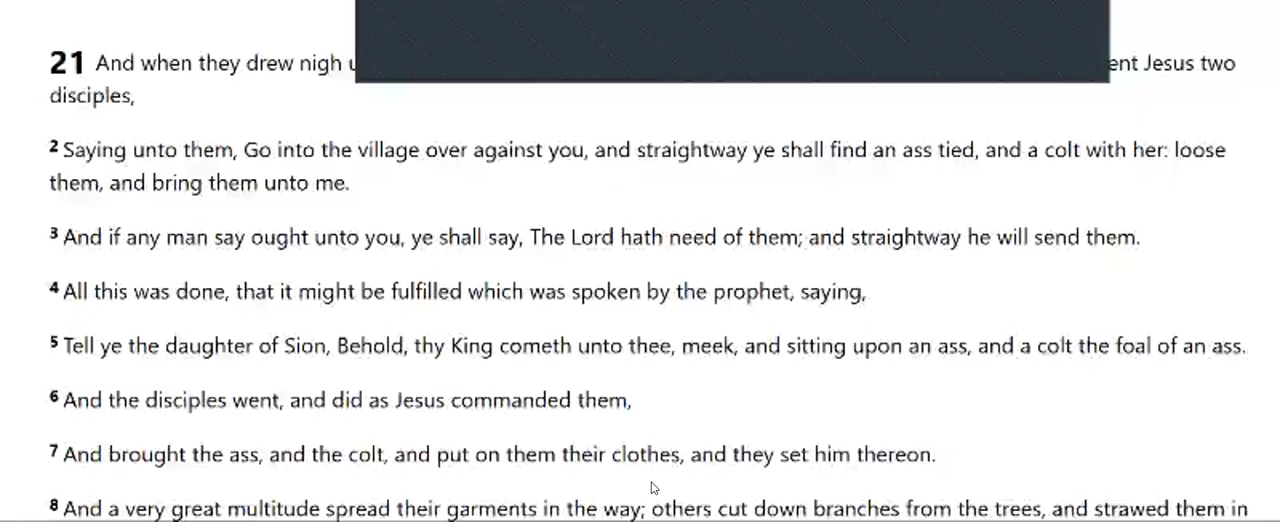 21 And when they drew nigh ent Jesus two
disciples,
2 Saying unto them, Go into the village over against you, and straightway ye shall find an ass tied, and a colt with her: loose
them, and bring them unto me.
3 And if any man say ought unto you, ye shall say, The Lord hath need of them; and straightway he will send them.
4 All this was done, that it might be fulfilled which was spoken by the prophet, saying,
5 Tell ye the daughter of Sion, Behold, thy King cometh unto thee, meek, and sitting upon an ass, and a colt the foal of an ass.
6 And the disciples went, and did as Jesus commanded them,
7 And brought the ass, and the colt, and put on them their clothes, and they set him thereon.
8 And a very great multitude spread their garments in the way; others cut down branches from the trees, and strawed them in